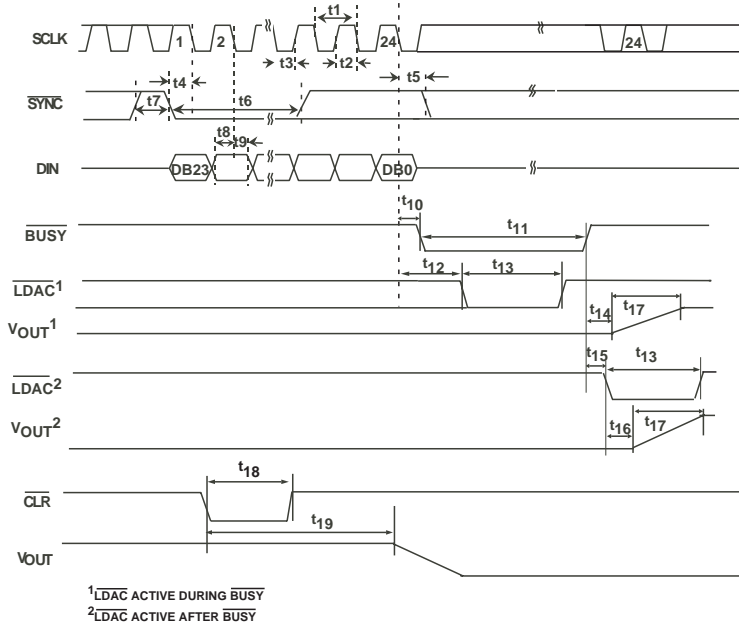 t1
SCLK 1 2 24 24
t3 t2
t4 t5
SYNC t7 t6
t8 t9
DIN DB23 DB0
t10
BUSY t11
t12 t13
LDAC1
t14 t17
VOUT1
t15 t13
LDAC2
VOUT2 t16 t17
t18
CLR
t19
VOUT
1LDAC ACTIVE DURING BUSY
2LDAC ACTIVE AFTER BUSY